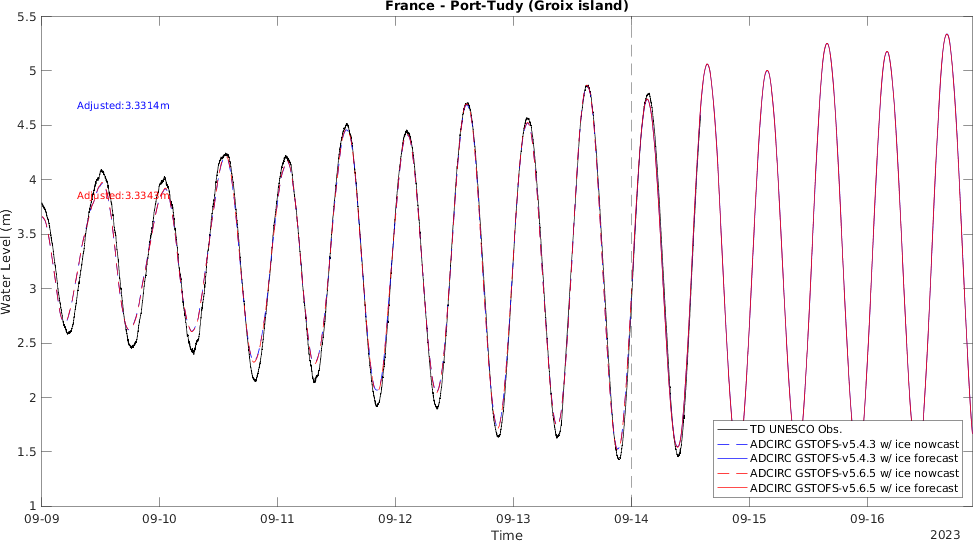 France - Port-Tudy (Groix island)
5.5
5
4.5
4
3.5
3
2.5
2
1.5
1
Water Level (m)
Adjusted:3.3314m
Adjusted:3.3343m
TD UNESCO Obs.
ADCIRC GSTOFS-v5.4.3 w/ ice nowcast
ADCIRC GSTOFS-v5.4.3 w/ ice forecast
ADCIRC GSTOFS-v5.6.5 w/ ice nowcast
ADCIRC GSTOFS-v5.6.5 w/ ice forecast
09-09 09-10 09-11 09-12 09-13 09-14 09-15 09-16
Time
2023